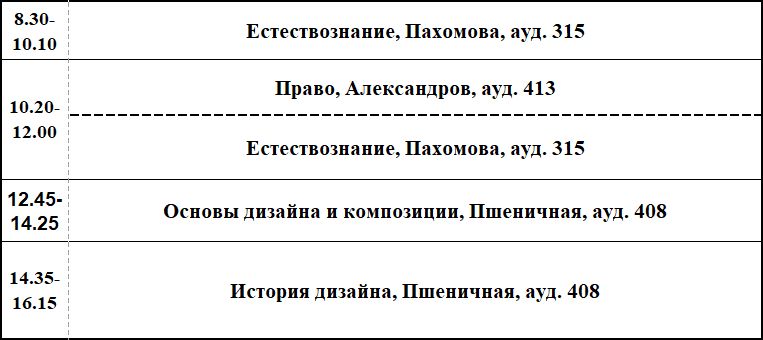 8.30-
10.10
Естествознание, Пахомова, ауд. 315
10.20-
12.00
Право, Александров, ауд. 413
Естествознание, Пахомова, ауд. 315
12.45-
14.25
Основы дизайна и композиции, Пшеничная, ауд. 408
14.35-
16.15
История дизайна, Пшеничная, ауд. 408